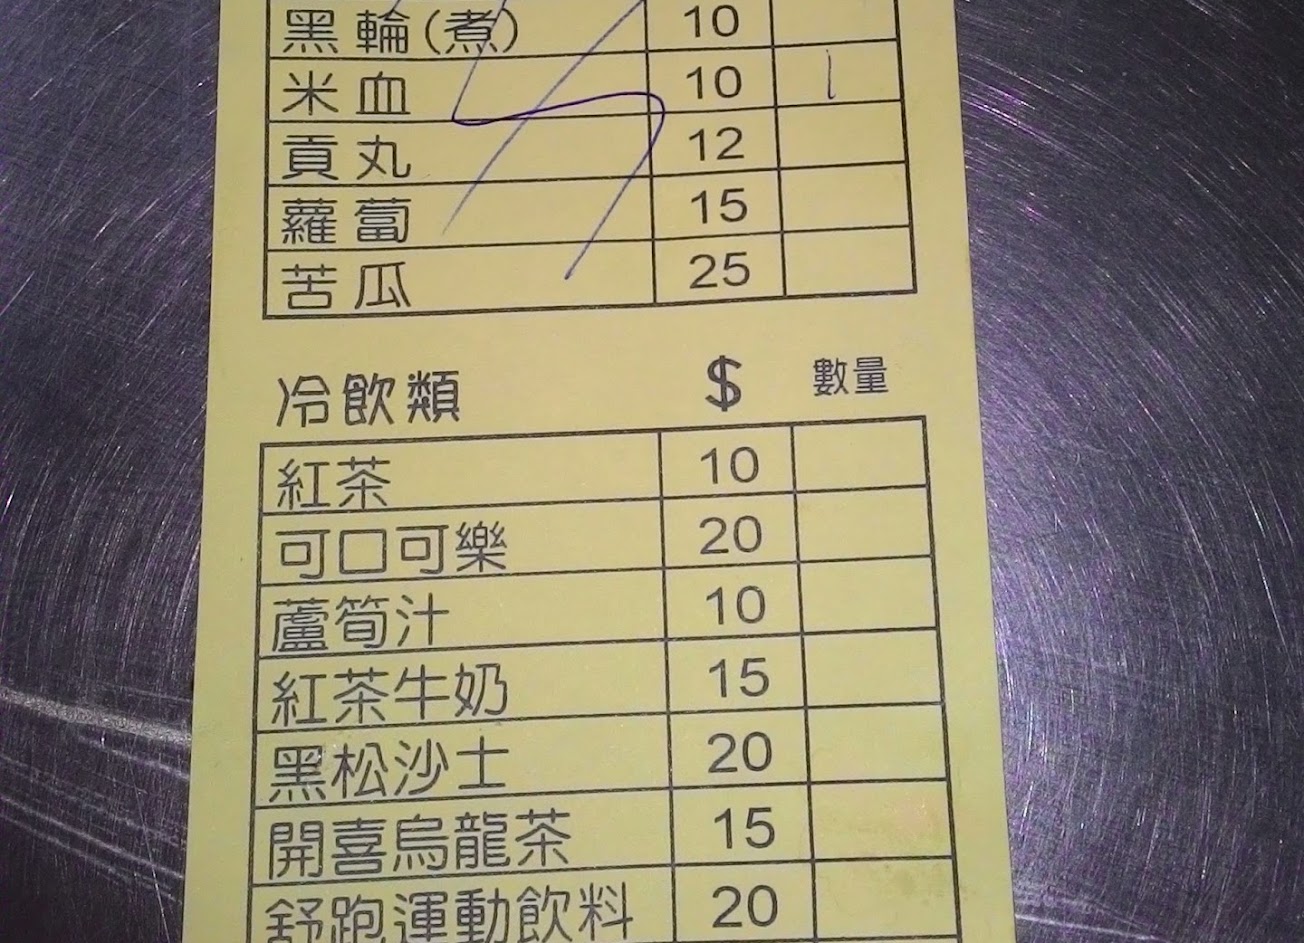 黑輪(煮) 10
米血 10 1
貢丸 12
蘿蔔 15
苦瓜 25
冷飲類 $ 數量
紅茶 10
可口可樂 20
蘆筍汁 10
紅茶牛奶 15
黑松沙士 20
開喜烏龍茶 15
舒跑運動飲料 20